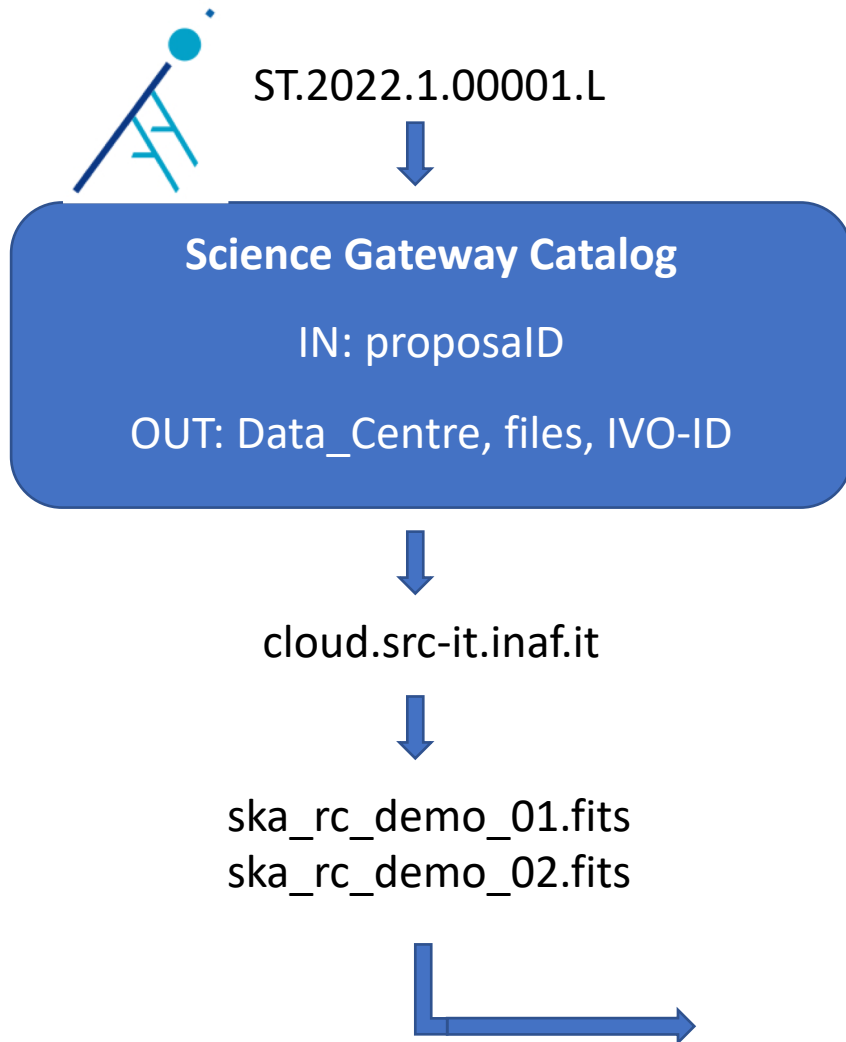 ST.2022.1.00001.L
Science Gateway Catalog
IN: proposalD
OUT: Data_Centre, files, IVO-ID
cloud.src-it.inaf.it
ska_rc_demo_01.fits
ska_rc_demo_02.fits